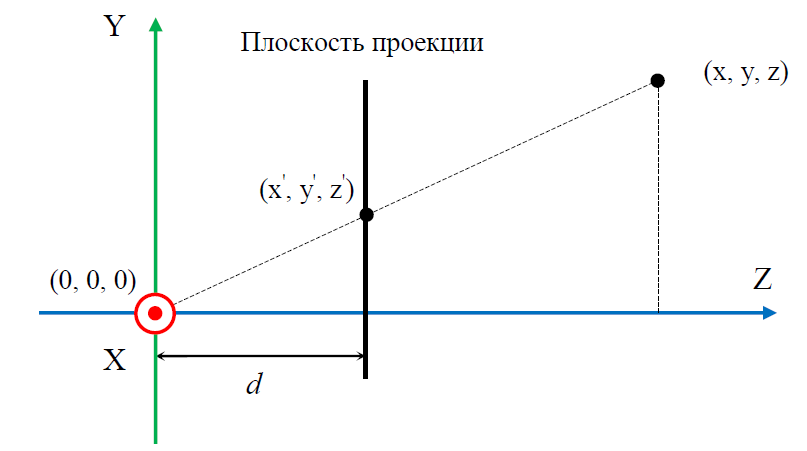 Y
Плоскость проекции
(x, y, z)
(x', y', z')
(0, 0, 0)
Z
X
d